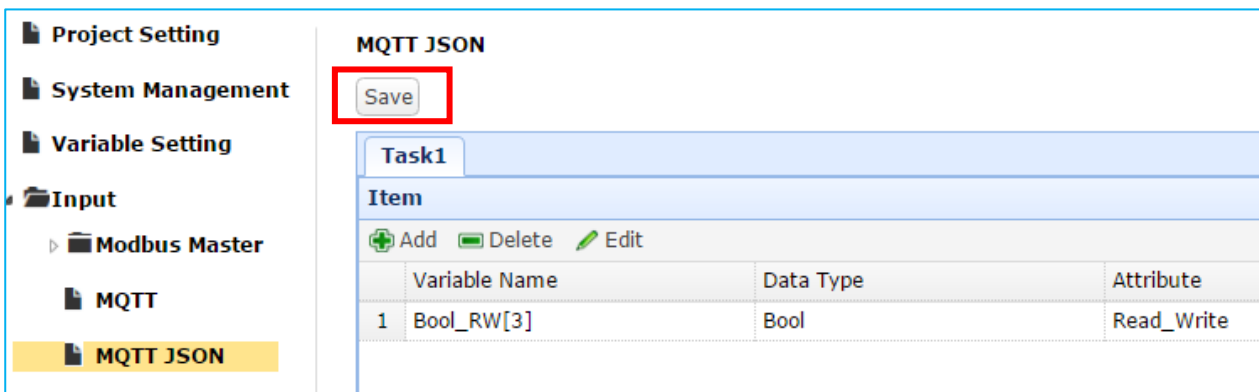 Project Setting
System Management
Variable Setting
Input
Modbus Master
MQTT
MQTT JSON
MQTT JSON
Save
Task1
Item
Add Delete Edit
Variable Name Data Type Attribute
1 Bool_RW[3] Bool Read_Write